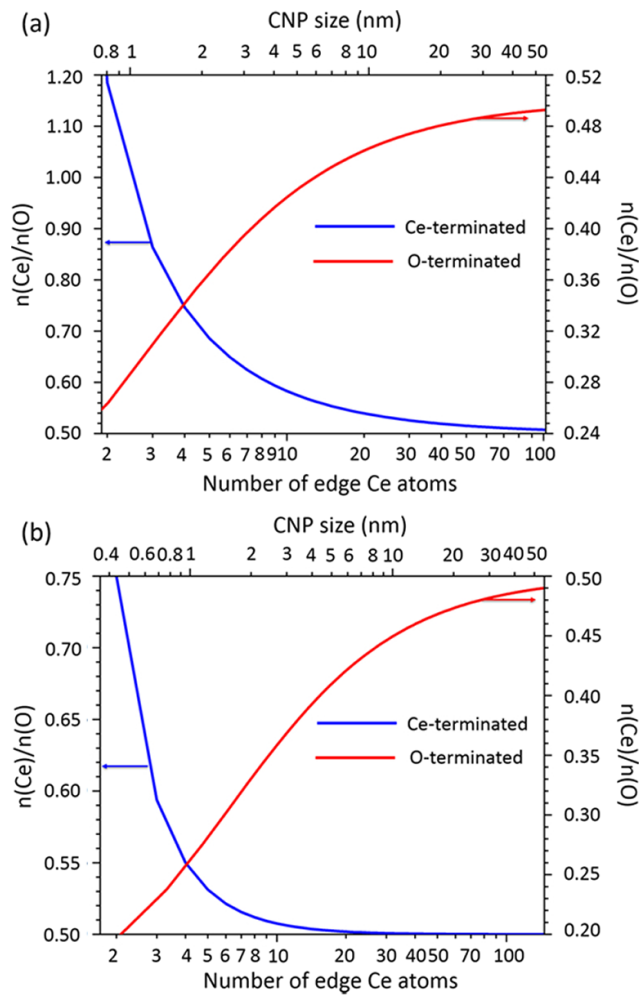 (a)
CNP size (nm)
0.8 1 2 3 4 5 6 8 10 20 30 40 50
1.20 0.52
1.10 0.48
1.00 0.44
0.90 0.40
0.80 0.36
0.70 0.32
0.60 0.28
0.50 0.24
n(Ce)/n(O)
n(Ce)/n(O)
Ce-terminated
O-terminated
2 3 4 5 6 7 8 9 10 20 30 40 50 100
Number of edge Ce atoms
(b)
CNP size (nm)
0.4 0.6 0.8 1 2 3 4 5 6 8 10 20 30 40 50
0.75 0.50
0.70 0.45
0.65 0.40
0.60 0.35
0.55 0.30
0.50 0.25
0.20
n(Ce)/n(O)
n(Ce)/n(O)
Ce-terminated
O-terminated
2 3 4 5 6 7 8 10 20 30 40 50 100
Number of edge Ce atoms